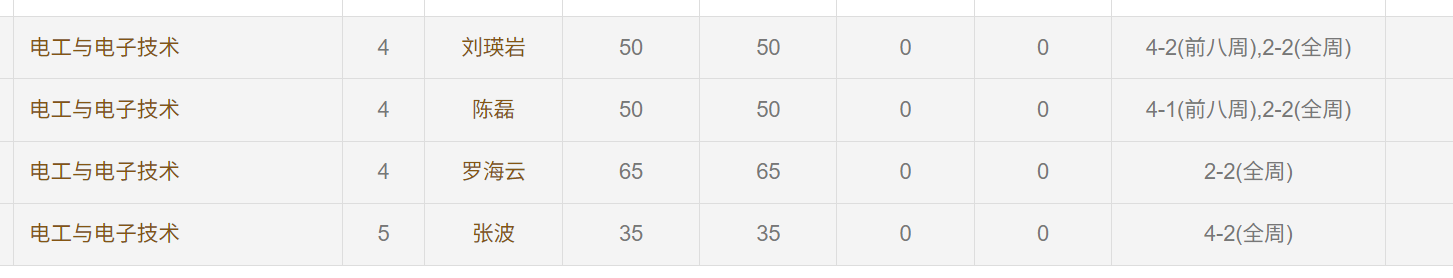 电工与电子技术 4 刘瑛岩 50 50 0 0 4-2(前八周),2-2(全周)
电工与电子技术 4 陈磊 50 50 0 0 4-1(前八周),2-2(全周)
电工与电子技术 4 罗海云 65 65 0 0 2-2(全周)
电工与电子技术 5 张波 35 35 0 0 4-2(全周)